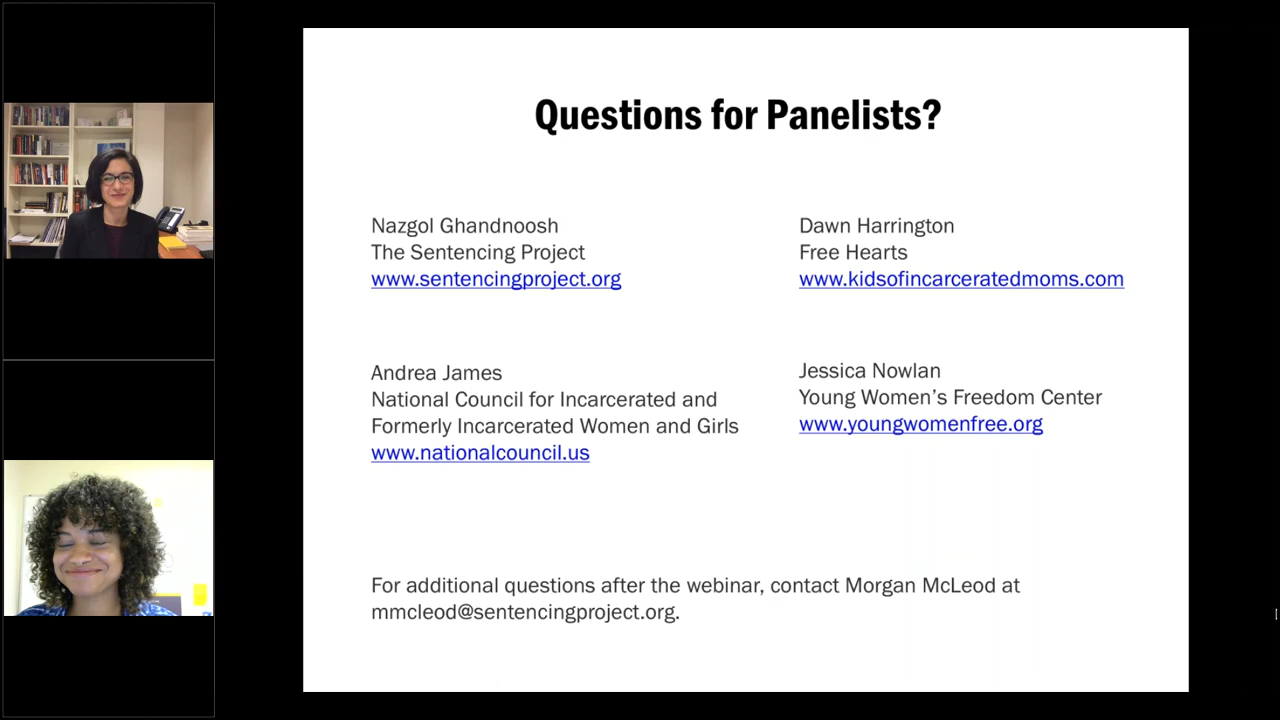 Questions for Panelists?
Nazgol Ghandnoosh
The Sentencing Project
www.sentencingproject.org
Dawn Harrington
Free Hearts
www.kidsofincarceratedmoms.com
Andrea James
National Council for Incarcerated and
Formerly Incarcerated Women and Girls
www.nationalcouncil.us
Jessica Nowlan
Young Women’s Freedom Center
www.youngwomenfree.org
For additional questions after the webinar, contact Morgan McLeod at
mmcleod@sentencingproject.org.